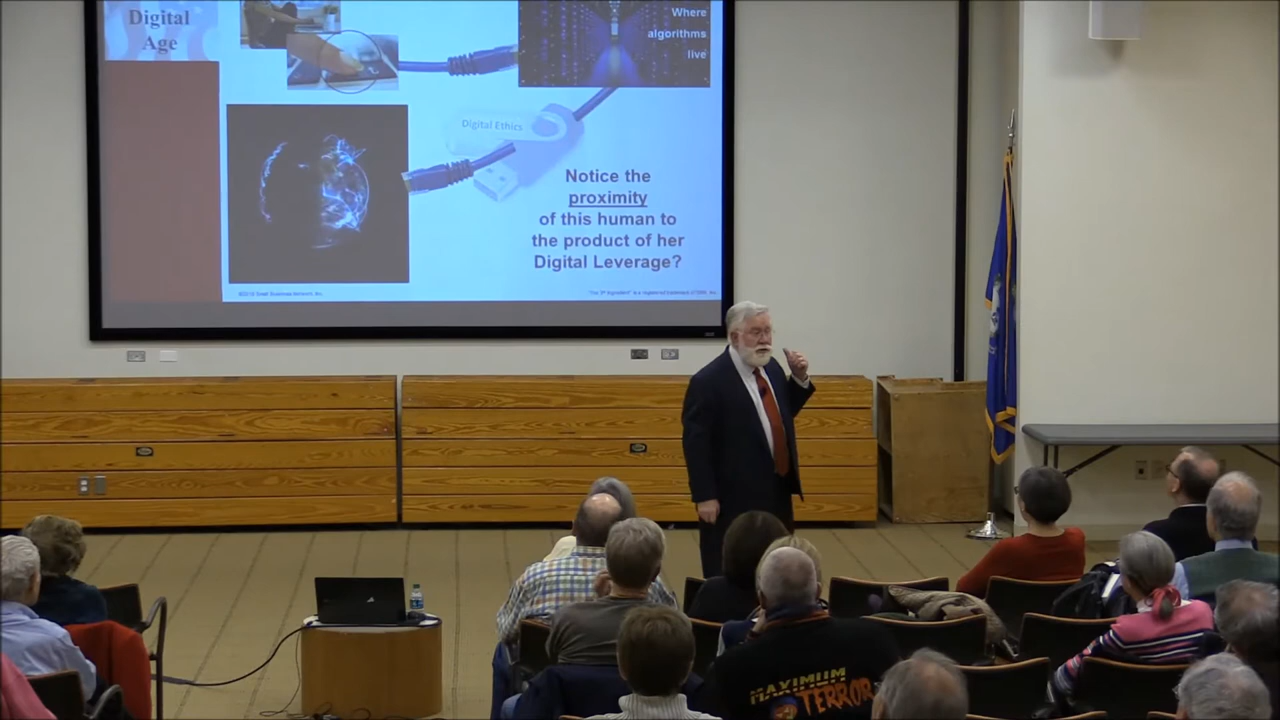 Digital
Age
Where
algorithms
live
Digital Ethics
Notice the
proximity
of this human to
the product of her
Digital Leverage?
MAXIMUM
TERROR